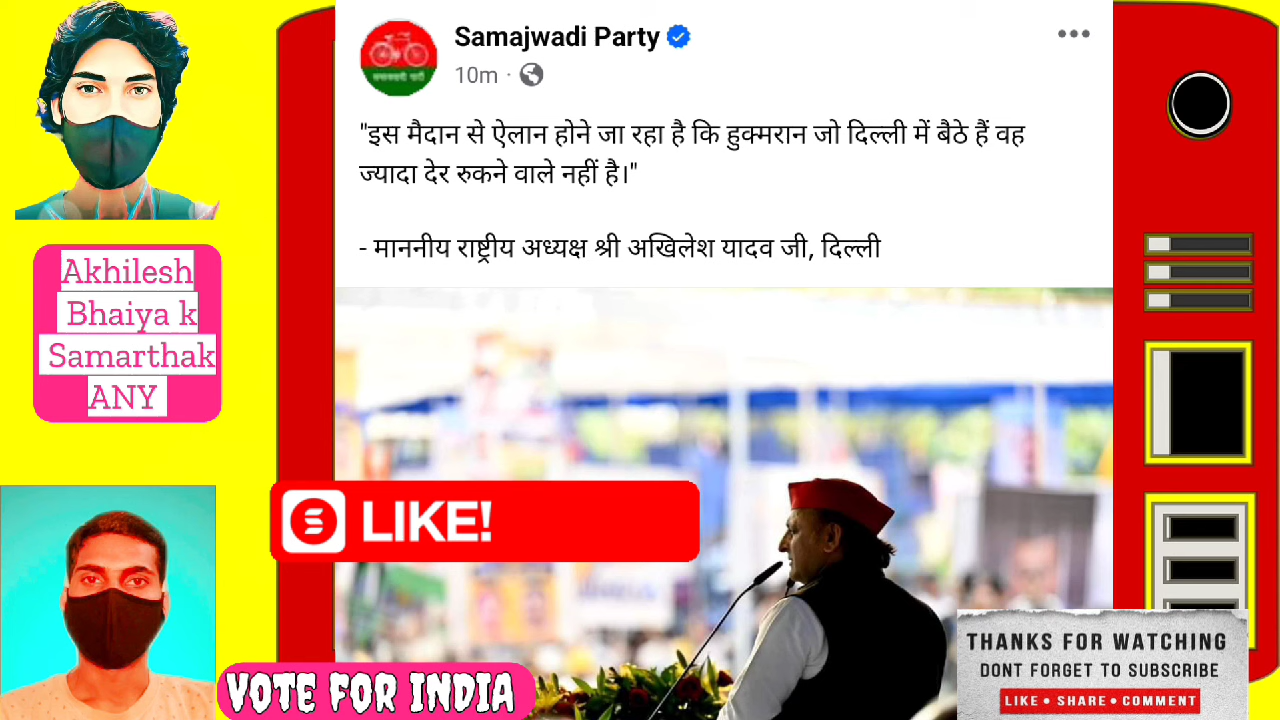 Samajwadi Party
10m ·
"इस मैदान से ऐलान होने जा रहा है कि हुक्मरान जो दिल्ली में बैठे हैं वह
ज्यादा देर रुकने वाले नहीं है।"
- माननीय राष्ट्रीय अध्यक्ष श्री अखिलेश यादव जी, दिल्ली
Akhilesh
Bhaiya k
Samarthak
ANY
LIKE!
VOTE FOR INDIA
THANKS FOR WATCHING
DONT FORGET TO SUBSCRIBE
LIKE • SHARE • COMMENT